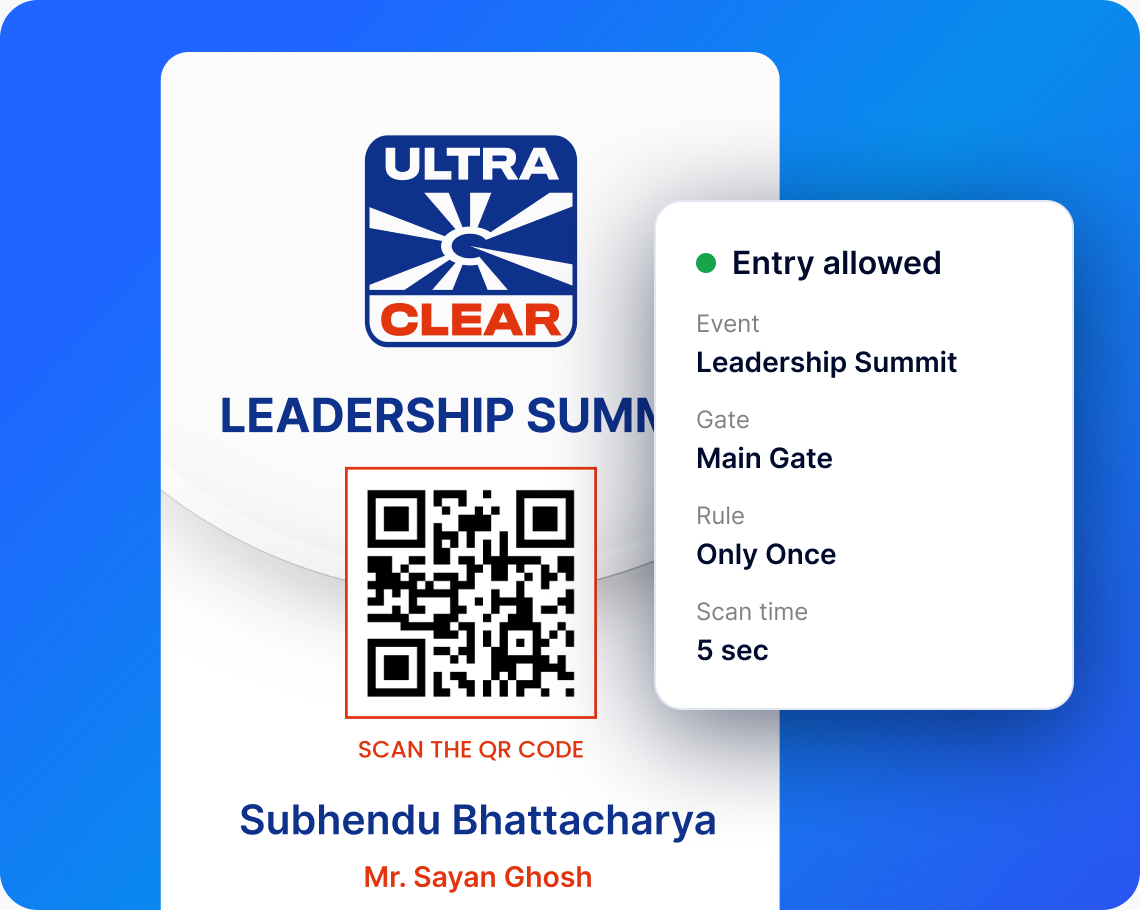 ULTRA
CLEAR
LEADERSHIP SUMM
SCAN THE QR CODE
Subhendu Bhattacharya
Mr. Sayan Ghosh
Entry allowed
Event
Leadership Summit
Gate
Main Gate
Rule
Only Once
Scan time
5 sec